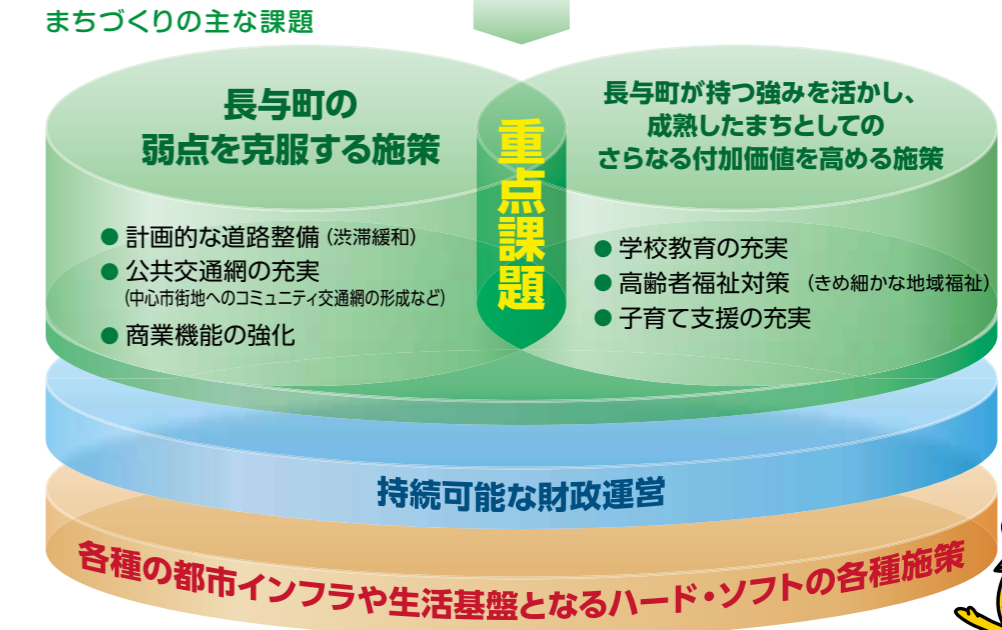 まちづくりの主な課題
長与町の
弱点を克服する施策
● 計画的な道路整備（渋滞緩和）
● 公共交通網の充実
（中心市街地へのコミュニティ交通網の形成など）
● 商業機能の強化
重点課題
長与町が持つ強みを活かし、
成熟したまちとしての
さらなる付加価値を高める施策
● 学校教育の充実
● 高齢者福祉対策（きめ細かな地域福祉）
● 子育て支援の充実
持続可能な財政運営
各種の都市インフラや生活基盤となるハード・ソフトの各種施策